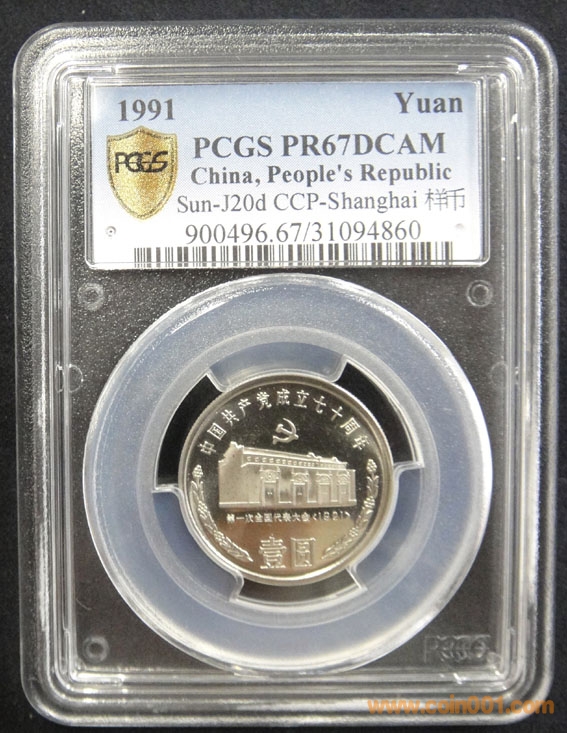 1991 Yuan
PCGS
PCGS PR67DCAM
China, People's Republic
Sun-J20d CCP-Shanghai 样币
900496.67/31094860
中国共产党成立七十周年
第一次全国代表大会<1921>
壹圆
PCGS
www.csin001.com